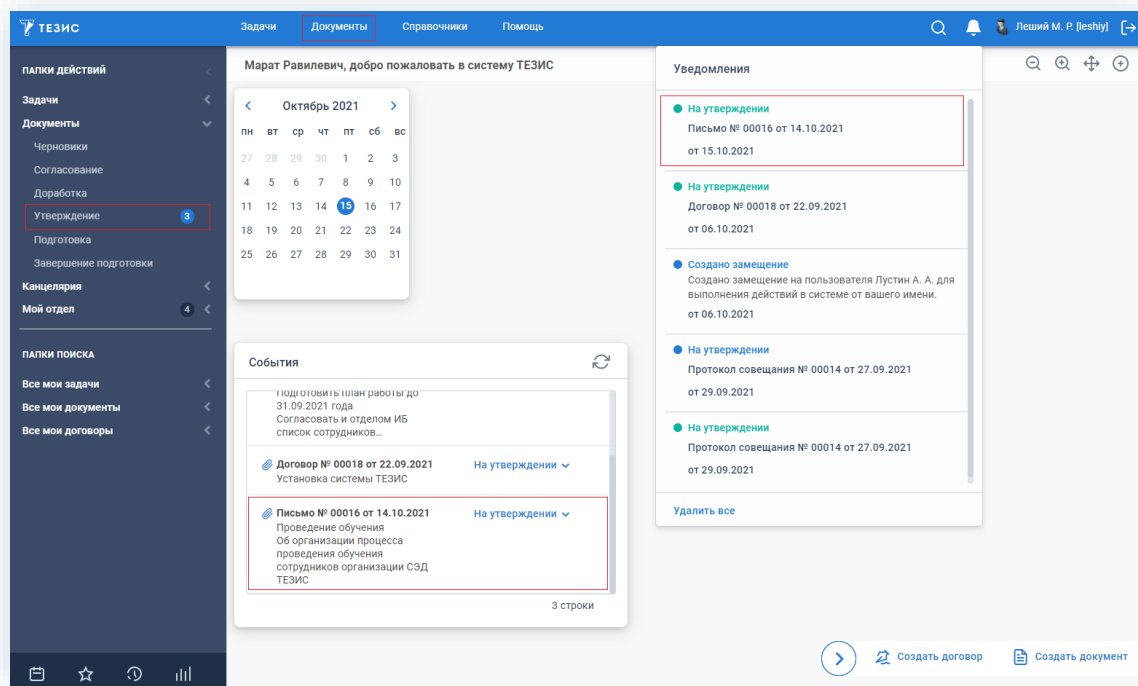 ТЕЗИС
Задачи
Документы
Справочники
Помощь
Леший М. Р. [leshiy]
ПАПКИ ДЕЙСТВИЙ
Задачи
Документы
Черновики
Согласование
Доработка
Утверждение 3
Подготовка
Завершение подготовки
Канцелярия
Мой отдел 4
ПАПКИ ПОИСКА
Все мои задачи
Все мои документы
Все мои договоры
Марат Равилевич, добро пожаловать в систему ТЕЗИС
Октябрь 2021
пн вт ср чт пт сб вс
27 28 29 30 1 2 3
4 5 6 7 8 9 10
11 12 13 14 15 16 17
18 19 20 21 22 23 24
25 26 27 28 29 30 31
События
Подготовить план работы до
31.09.2021 года
Согласовать и отделом ИБ
список сотрудников...
Договор № 00018 от 22.09.2021 На утверждении
Установка системы ТЕЗИС
Письмо № 00016 от 14.10.2021 На утверждении
Проведение обучения
Об организации процесса
проведения обучения
сотрудников организации СЭД
ТЕЗИС
3 строки
Уведомления
На утверждении
Письмо № 00016 от 14.10.2021
от 15.10.2021
На утверждении
Договор № 00018 от 22.09.2021
от 06.10.2021
Создано замещение
Создано замещение на пользователя Лустин А. А. для
выполнения действий в системе от вашего имени.
от 06.10.2021
На утверждении
Протокол совещания № 00014 от 27.09.2021
от 29.09.2021
На утверждении
Протокол совещания № 00014 от 27.09.2021
от 29.09.2021
Удалить все
Создать договор
Создать документ